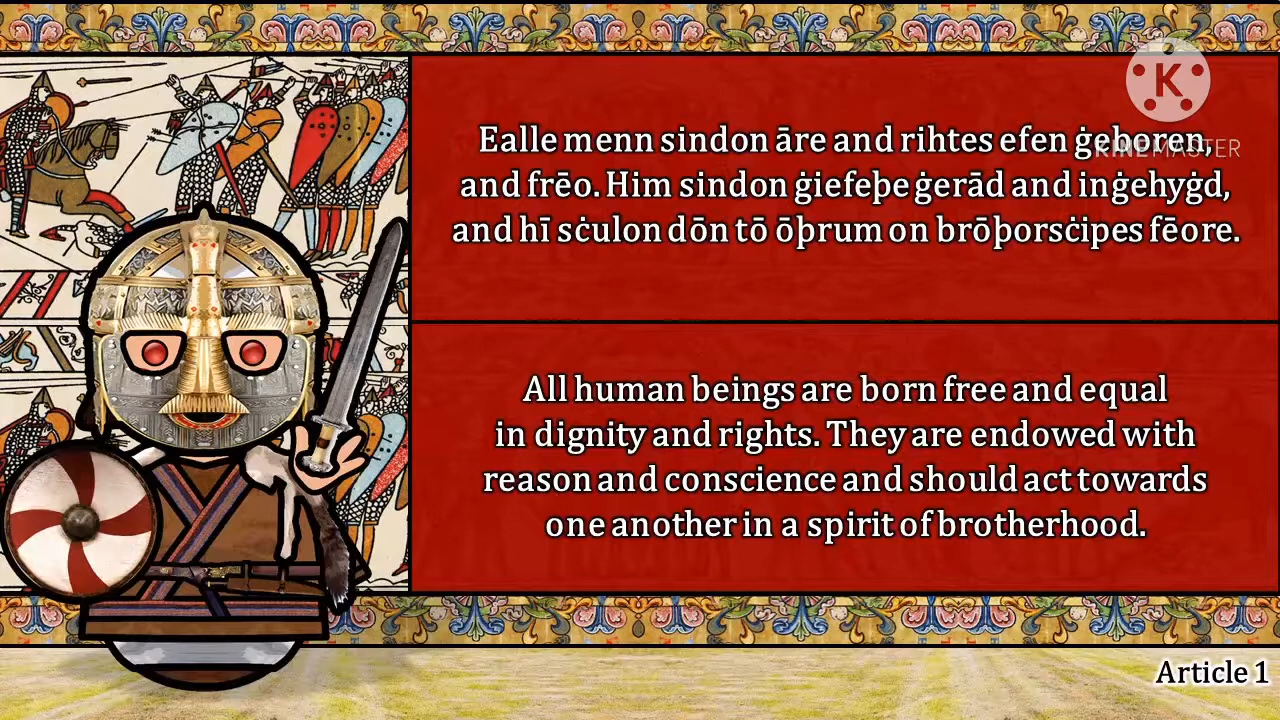 K
KINEMASTER
Ealle menn sindon āre and rihtes efen ġeboren,
and frēo. Him sindon ġiefeþe ġerād and inġehyġd,
and hī sċulon dōn tō ōþrum on brōþorsċipes fēore.
All human beings are born free and equal
in dignity and rights. They are endowed with
reason and conscience and should act towards
one another in a spirit of brotherhood.
Article 1